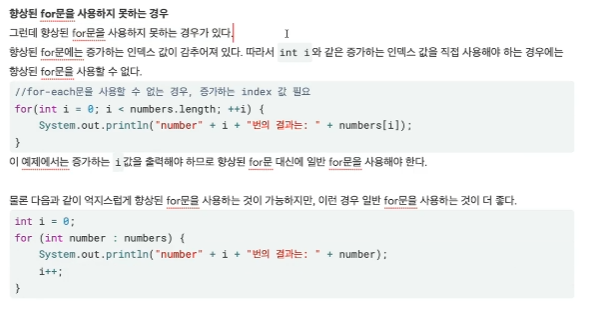 향상된 for문을 사용하지 못하는 경우
그런데 향상된 for문을 사용하지 못하는 경우가 있다.
향상된 for문에는 증가하는 인덱스 값이 감추어져 있다. 따라서 int i 와 같은 증가하는 인덱스 값을 직접 사용해야 하는 경우에는
향상된 for문을 사용할 수 없다.
//for-each문을 사용할 수 없는 경우, 증가하는 index 값 필요
for(int i = 0; i < numbers.length; ++i) {
    System.out.println("number" + i + "번의 결과는: " + numbers[i]);
}
이 예제에서는 증가하는 i 값을 출력해야 하므로 향상된 for문 대신에 일반 for문을 사용해야 한다.
물론 다음과 같이 억지스럽게 향상된 for문을 사용하는 것이 가능하지만, 이런 경우 일반 for문을 사용하는 것이 더 좋다.
int i = 0;
for (int number : numbers) {
    System.out.println("number" + i + "번의 결과는: " + number);
    i++;
}